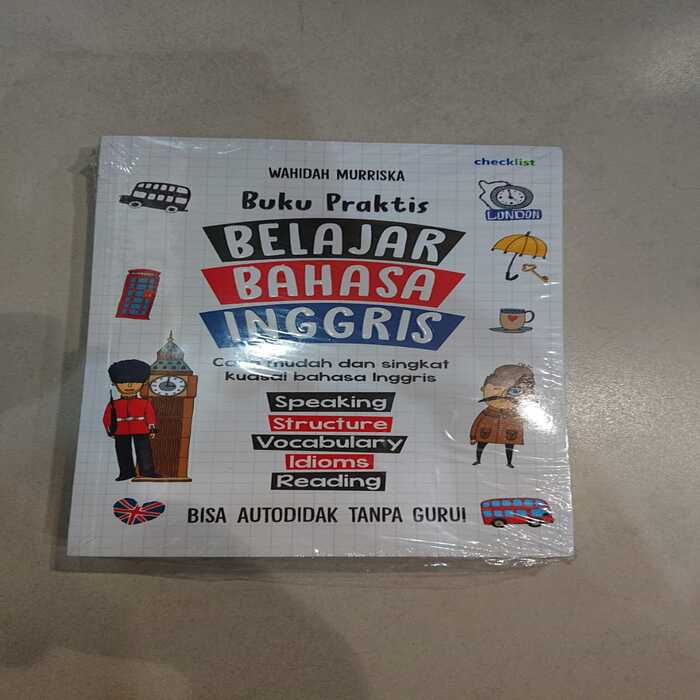 checklist
WAHIDAH MURRISKA
Buku Praktis
LONDON
BELAJAR
BAHASA
INGGRIS
mudah dan singkat
kuasai bahasa Inggris
Speaking
Structure
Vocabulary
Idioms
Reading
BISA AUTODIDAK TANPA GURU!